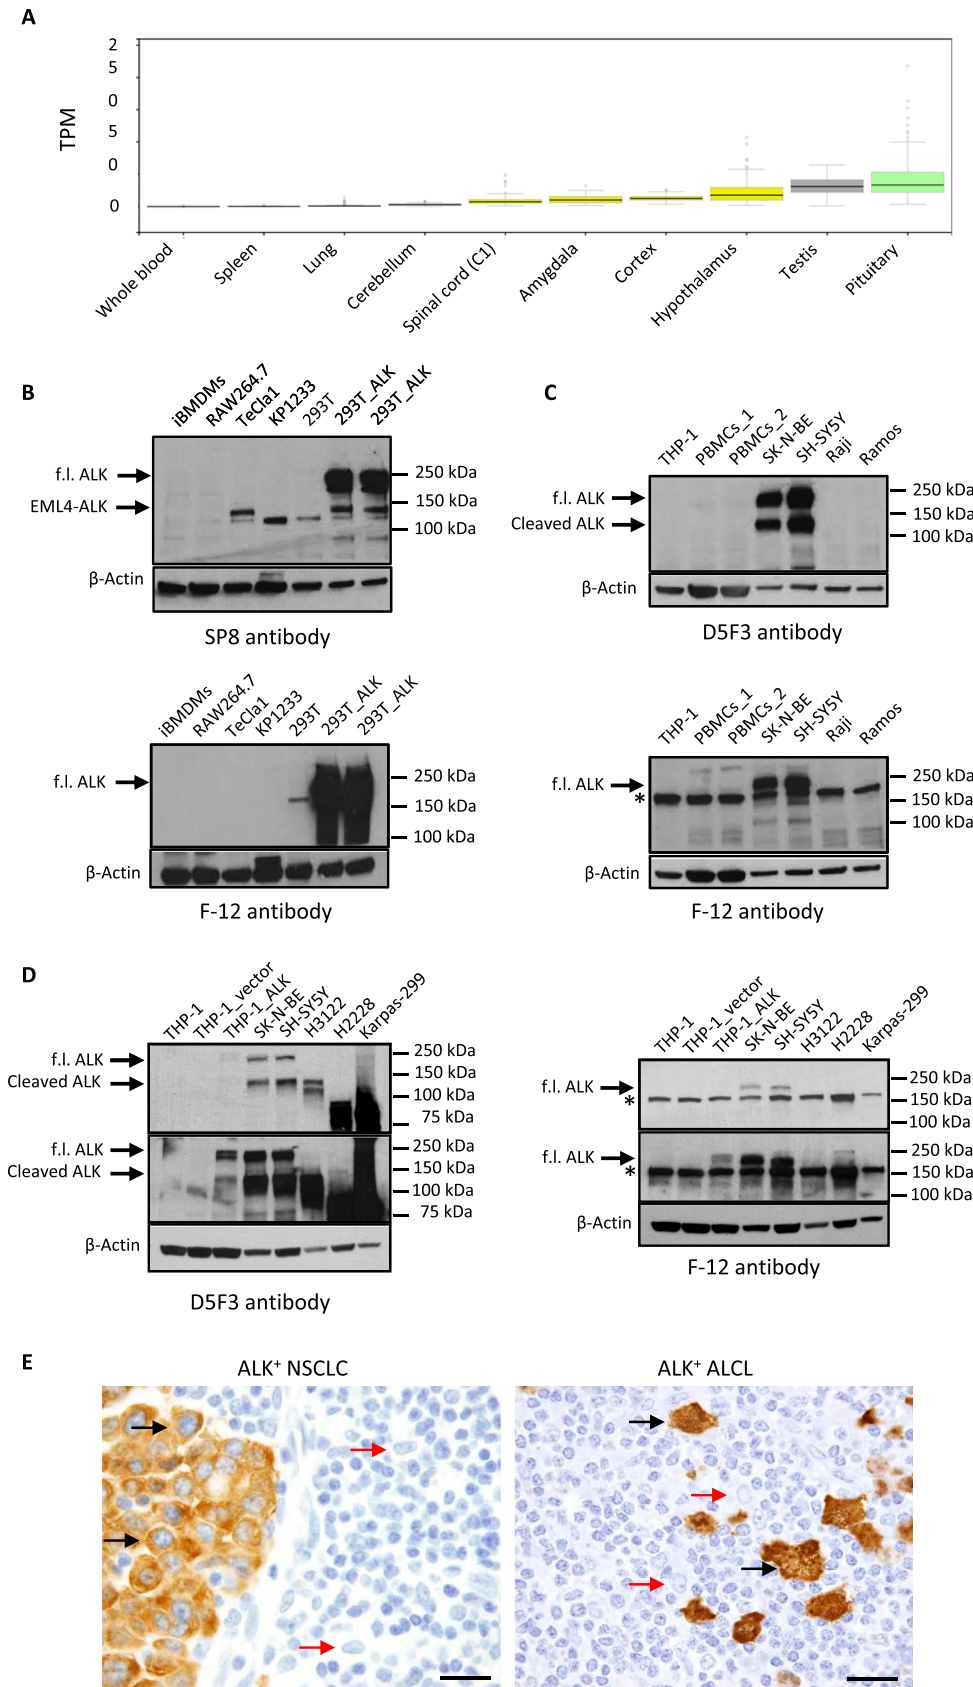 A
TPM
2
5
0
5
0
0
Whole blood
Spleen
Lung
Cerebellum
Spinal cord (C1)
Amygdala
Cortex
Hypothalamus
Testis
Pituitary
B
iBMDMs
RAW264.7
TeCla1
KP1233
293T
293T_ALK
293T_ALK
f.l. ALK
EML4-ALK
250 kDa
150 kDa
100 kDa
β-Actin
SP8 antibody
iBMDMs
RAW264.7
TeCla1
KP1233
293T
293T_ALK
293T_ALK
f.l. ALK
250 kDa
150 kDa
100 kDa
β-Actin
F-12 antibody
C
THP-1
PBMCs_1
PBMCs_2
SK-N-BE
SH-SY5Y
Raji
Ramos
f.l. ALK
Cleaved ALK
250 kDa
150 kDa
100 kDa
β-Actin
D5F3 antibody
THP-1
PBMCs_1
PBMCs_2
SK-N-BE
SH-SY5Y
Raji
Ramos
f.l. ALK
*
250 kDa
150 kDa
100 kDa
β-Actin
F-12 antibody
D
THP-1
THP-1_vector
THP-1_ALK
SK-N-BE
SH-SY5Y
H3122
H2228
Karpas-299
f.l. ALK
Cleaved ALK
250 kDa
150 kDa
100 kDa
75 kDa
f.l. ALK
Cleaved ALK
250 kDa
150 kDa
100 kDa
75 kDa
β-Actin
D5F3 antibody
THP-1
THP-1_vector
THP-1_ALK
SK-N-BE
SH-SY5Y
H3122
H2228
Karpas-299
f.l. ALK
*
250 kDa
150 kDa
100 kDa
f.l. ALK
*
250 kDa
150 kDa
100 kDa
β-Actin
F-12 antibody
E
ALK⁺ NSCLC
ALK⁺ ALCL